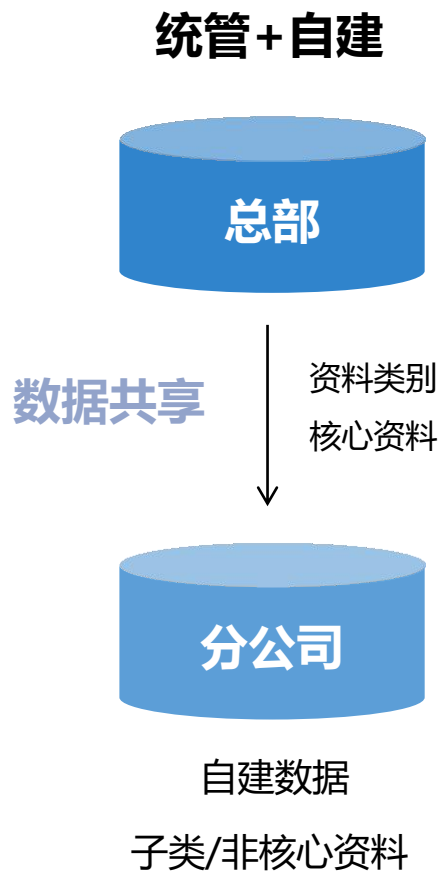 统管+自建
总部
数据共享
资料类别
核心资料
分公司
自建数据
子类/非核心资料